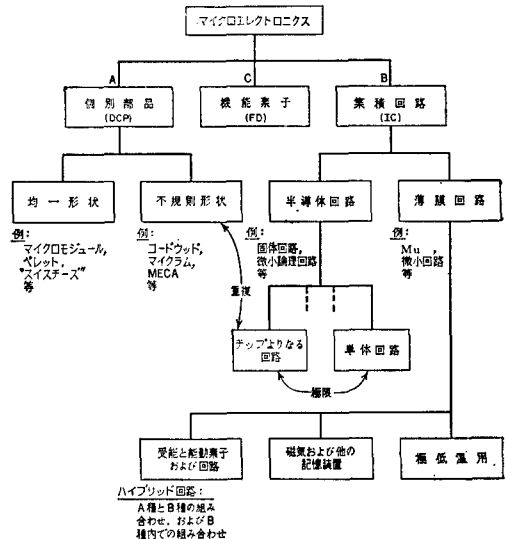 マイクロエレクトロニクス
A
C
B
個別部品
(DCP)
機能素子
(FD)
集積回路
(IC)
均一形状
不規則形状
半導体回路
薄膜回路
例:
マイクロモジュール,
ペレット,
"スイスチーズ"
等
例:
コードウッド,
マイクラム,
MECA
等
例:
固体回路,
微小論理回路
等
例:
Mu ,
微小回路
等
重復
チップよりなる
回路
単体回路
極限
受能と能動素子
および回路
磁気および他の
記憶装置
極低温用
ハイブリッド回路:
A種とB種の組み
合わせ,およびB
種内での組み合わせ